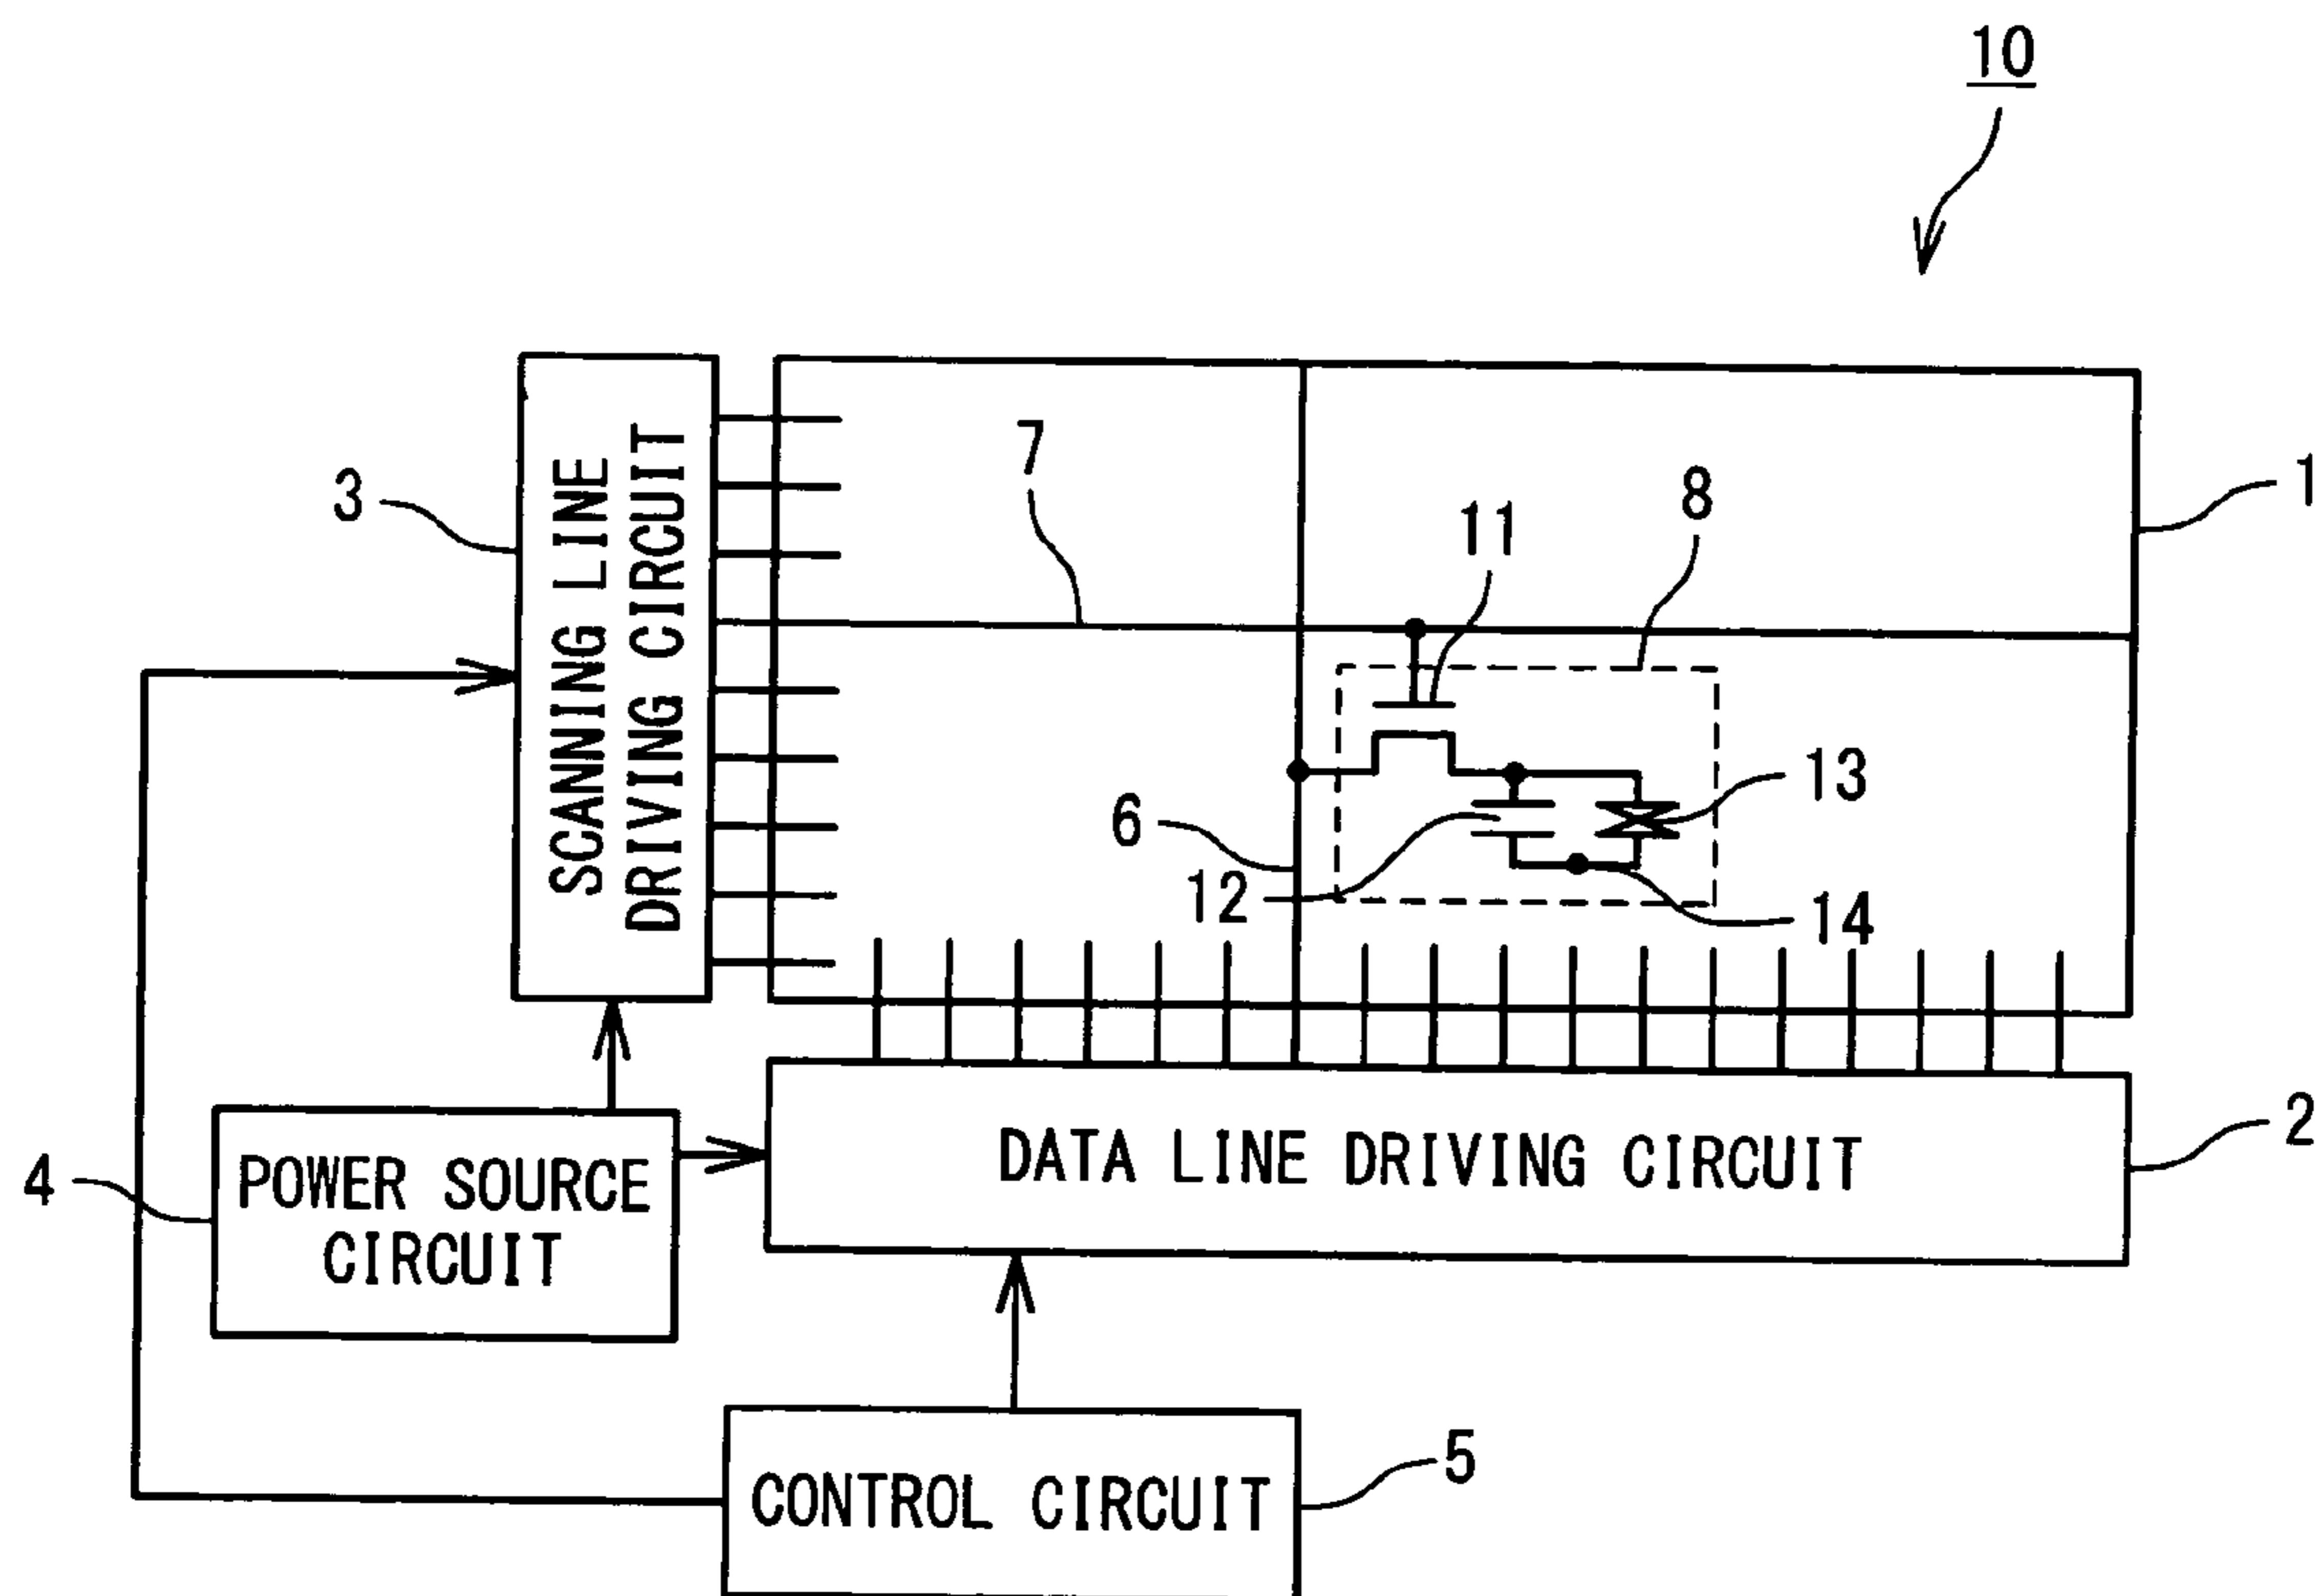 10
1
7
8
11
3
SCANNING LINE
DRIVING CIRCUIT
13
6
12
14
2
DATA LINE DRIVING CIRCUIT
4
POWER SOURCE
CIRCUIT
5
CONTROL CIRCUIT